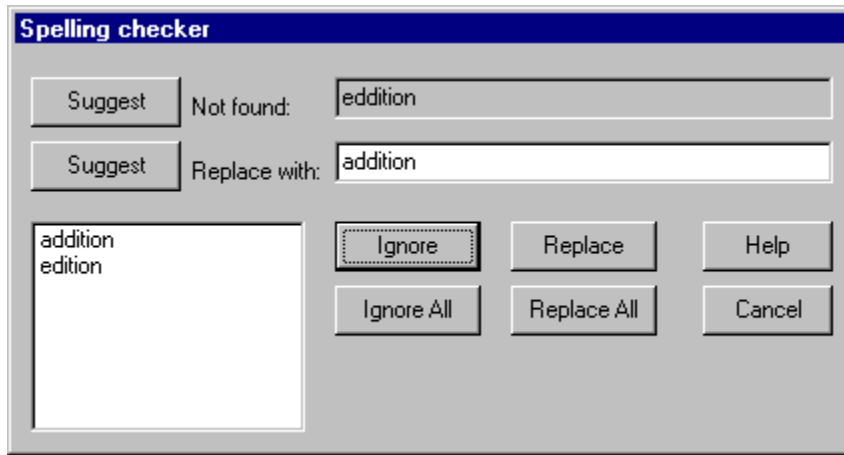 Spelling checker
Suggest Not found: eddition
Suggest Replace with: addition
addition
edition
Ignore Replace Help
Ignore All Replace All Cancel